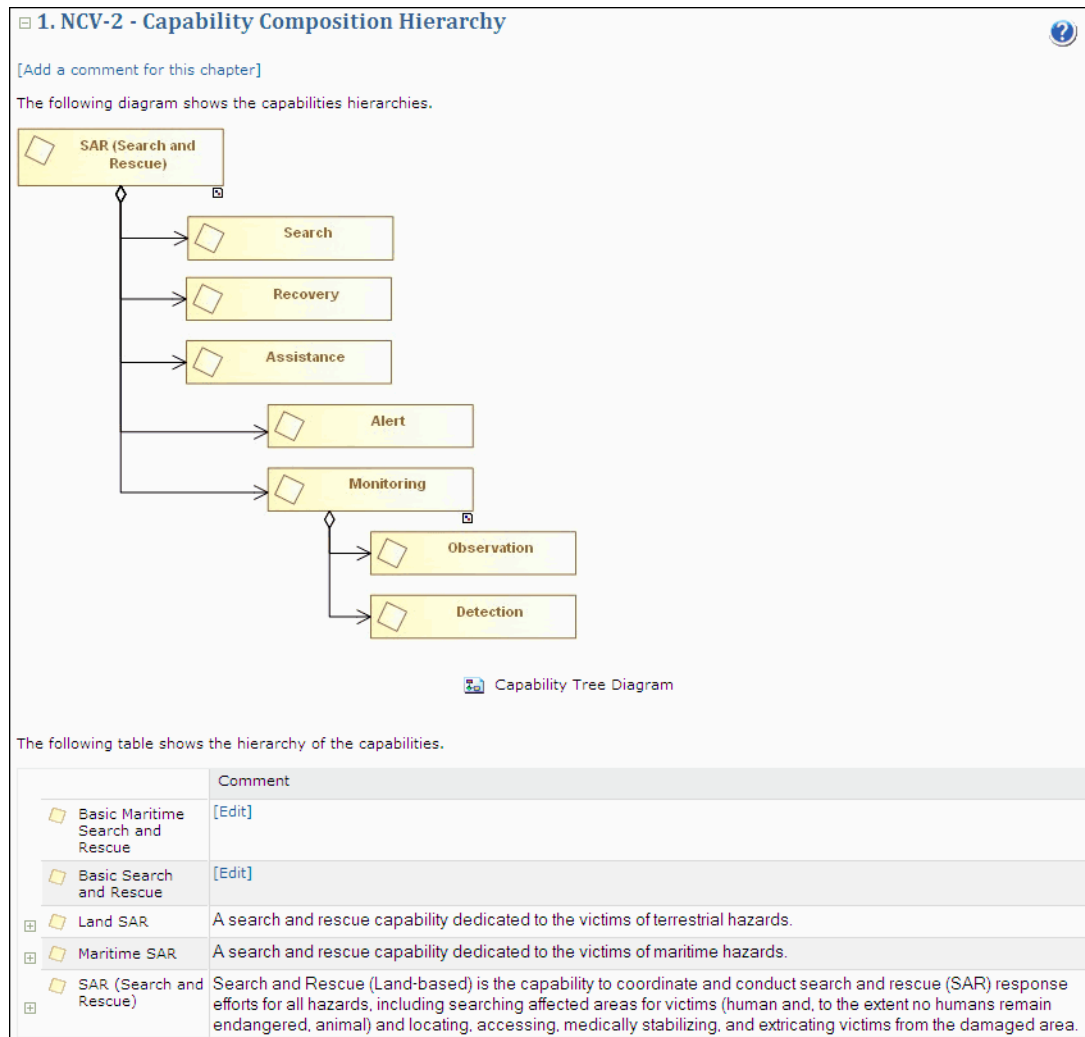 1. NCV-2 - Capability Composition Hierarchy
[Add a comment for this chapter]
The following diagram shows the capabilities hierarchies.
SAR (Search and
Rescue)
Search
Recovery
Assistance
Alert
Monitoring
Observation
Detection
Capability Tree Diagram
The following table shows the hierarchy of the capabilities.
Comment
Basic Maritime
Search and
Rescue
[Edit]
Basic Search
and Rescue
[Edit]
Land SAR
A search and rescue capability dedicated to the victims of terrestrial hazards.
Maritime SAR
A search and rescue capability dedicated to the victims of maritime hazards.
SAR (Search and
Rescue)
Search and Rescue (Land-based) is the capability to coordinate and conduct search and rescue (SAR) response
efforts for all hazards, including searching affected areas for victims (human and, to the extent no humans remain
endangered, animal) and locating, accessing, medically stabilizing, and extricating victims from the damaged area.